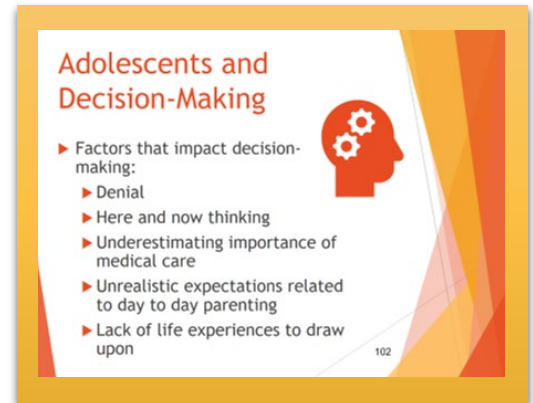 Adolescents and
Decision-Making
Factors that impact decision-
making:
Denial
Here and now thinking
Underestimating importance of
medical care
Unrealistic expectations related
to day to day parenting
Lack of life experiences to draw
upon
102